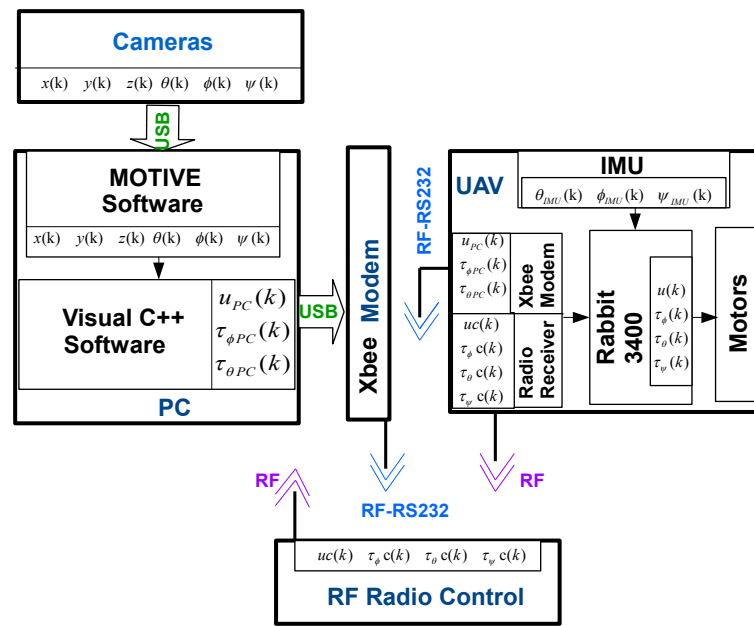 Cameras
x(k) y(k) z(k) θ(k) ϕ(k) ψ(k)
USB
MOTIVE
Software
x(k) y(k) z(k) θ(k) ϕ(k) ψ(k)
Visual C++
Software
u_PC(k)
τ_ϕPC(k)
τ_θPC(k)
PC
USB
Xbee Modem
RF-RS232
RF-RS232
UAV
IMU
θ_IMU(k) ϕ_IMU(k) ψ_IMU(k)
u_PC(k)
τ_ϕPC(k)
τ_θPC(k)
Xbee
Modem
uc(k)
τ_ϕ c(k)
τ_θ c(k)
τ_ψ c(k)
Radio
Receiver
Rabbit
3400
u(k)
τ_ϕ(k)
τ_θ(k)
τ_ψ(k)
Motors
RF
RF
uc(k) τ_ϕ c(k) τ_θ c(k) τ_ψ c(k)
RF Radio Control